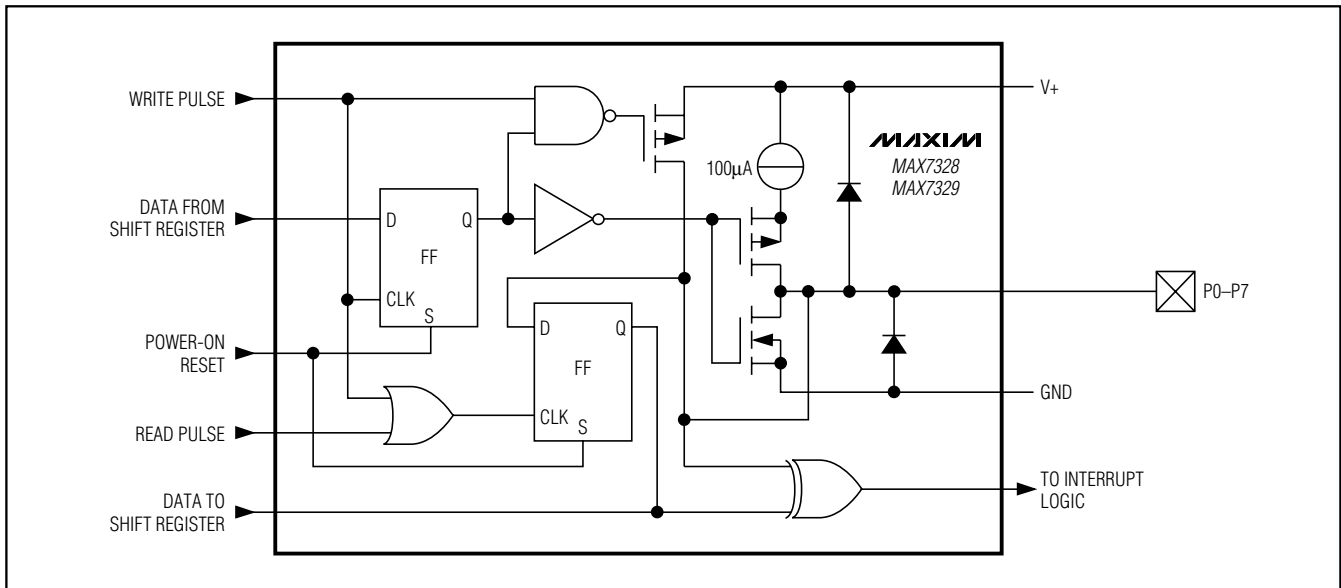 WRITE PULSE
V+
MAXIM
MAX7328
MAX7329
100µA
DATA FROM
SHIFT REGISTER
D
Q
FF
CLK
S
P0–P7
D
Q
FF
POWER-ON
RESET
GND
CLK
S
READ PULSE
DATA TO
SHIFT REGISTER
TO INTERRUPT
LOGIC